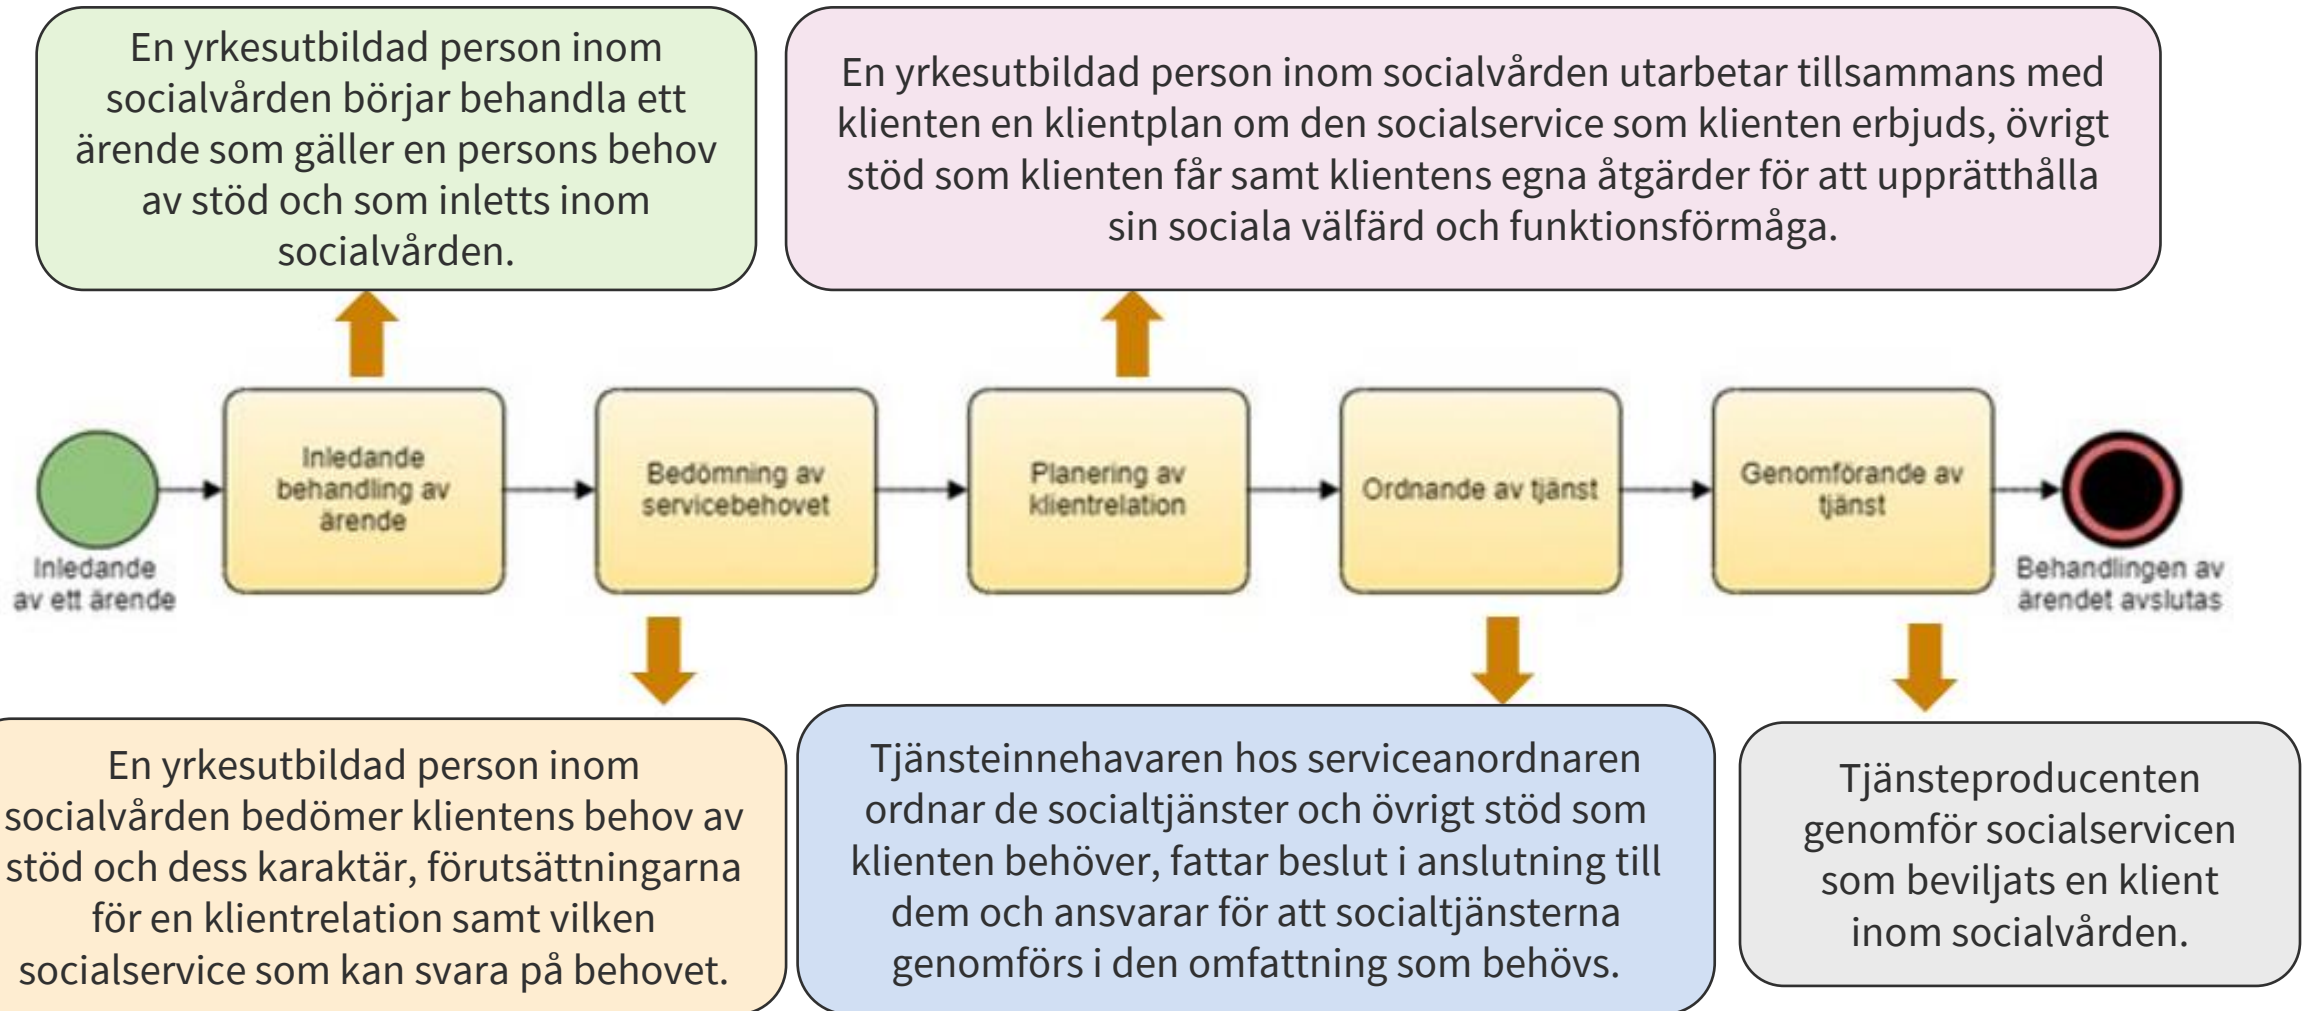 En yrkesutbildad person inom
socialvården börjar behandla ett
ärende som gäller en persons behov
av stöd och som inletts inom
socialvården.
En yrkesutbildad person inom socialvården utarbetar tillsammans med
klienten en klientplan om den socialservice som klienten erbjuds, övrigt
stöd som klienten får samt klientens egna åtgärder för att upprätthålla
sin sociala välfärd och funktionsförmåga.
Inledande
av ett ärende
Inledande
behandling av
ärende
Bedömning av
servicebehovet
Planering av
klientrelation
Ordnande av tjänst
Genomförande av
tjänst
Behandlingen av
ärendet avslutas
En yrkesutbildad person inom
socialvården bedömer klientens behov av
stöd och dess karaktär, förutsättningarna
för en klientrelation samt vilken
socialservice som kan svara på behovet.
Tjänsteinnehavaren hos serviceanordnaren
ordnar de socialtjänster och övrigt stöd som
klienten behöver, fattar beslut i anslutning till
dem och ansvarar för att socialtjänsterna
genomförs i den omfattning som behövs.
Tjänsteproducenten
genomför socialservicen
som beviljats en klient
inom socialvården.